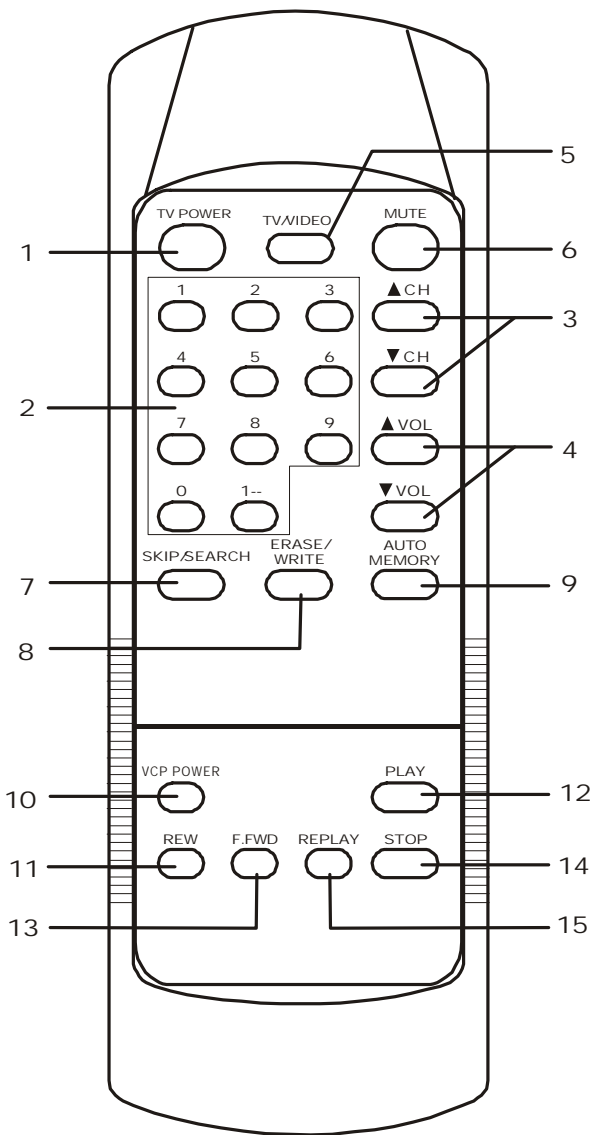 5
TV POWER TV/VIDEO MUTE
1 6
1 2 3 ▲CH
3
4 5 6 ▼CH
2
7 8 9 ▲VOL
4
0 1-- ▼VOL
SKIP/SEARCH ERASE/ WRITE AUTO MEMORY
7 9
8
VCP POWER PLAY
10 12
REW F.FWD REPLAY STOP
11 14
13 15